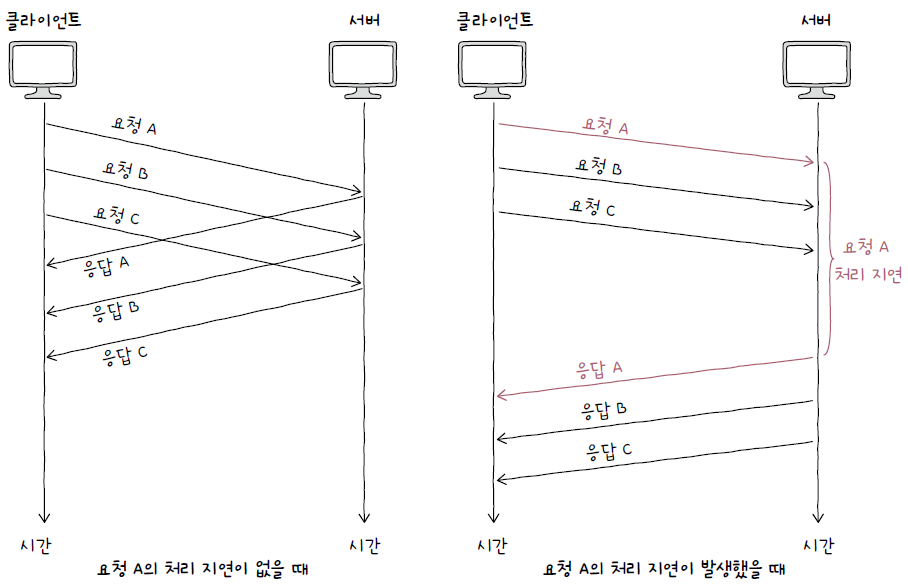 클라이언트
서버
요청 A
요청 B
요청 C
응답 A
응답 B
응답 C
시간
시간
요청 A의 처리 지연이 없을 때
클라이언트
서버
요청 A
요청 B
요청 C
요청 A
처리 지연
응답 A
응답 B
응답 C
시간
시간
요청 A의 처리 지연이 발생했을 때